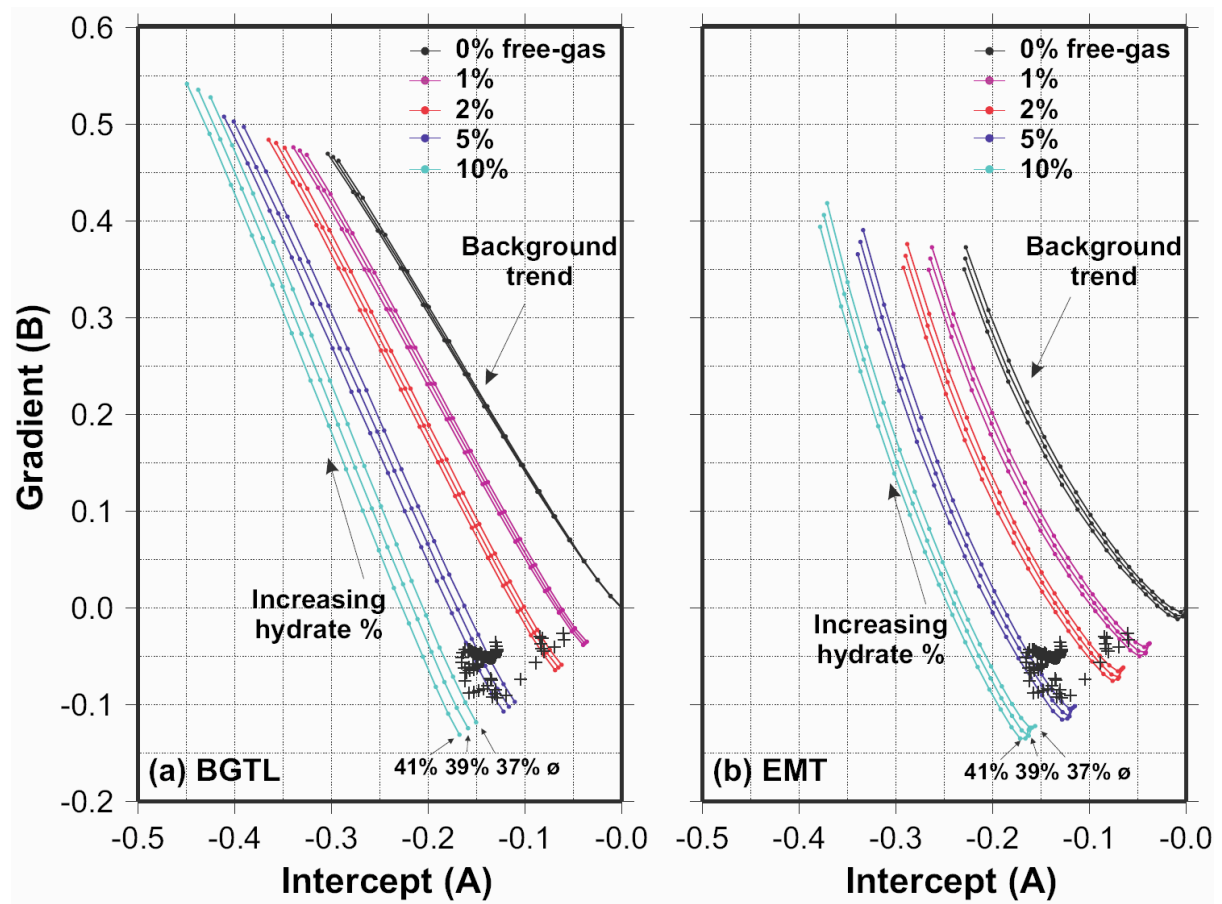 0.6
0.5
0.4
0.3
0.2
0.1
0.0
-0.1
-0.2
Gradient (B)
0% free-gas
1%
2%
5%
10%
Background
trend
Increasing
hydrate %
41% 39% 37% ø
(a) BGTL
-0.5 -0.4 -0.3 -0.2 -0.1 -0.0
Intercept (A)
0% free-gas
1%
2%
5%
10%
Background
trend
Increasing
hydrate %
41% 39% 37% ø
(b) EMT
-0.5 -0.4 -0.3 -0.2 -0.1 -0.0
Intercept (A)